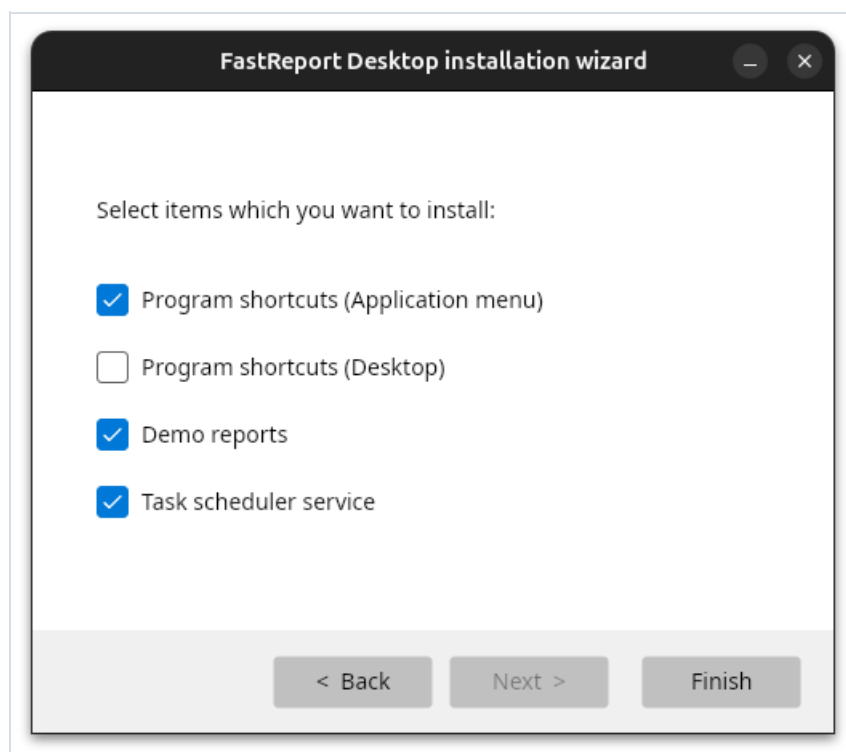 FastReport Desktop installation wizard
Select items which you want to install:
Program shortcuts (Application menu)
Program shortcuts (Desktop)
Demo reports
Task scheduler service
< Back Next > Finish